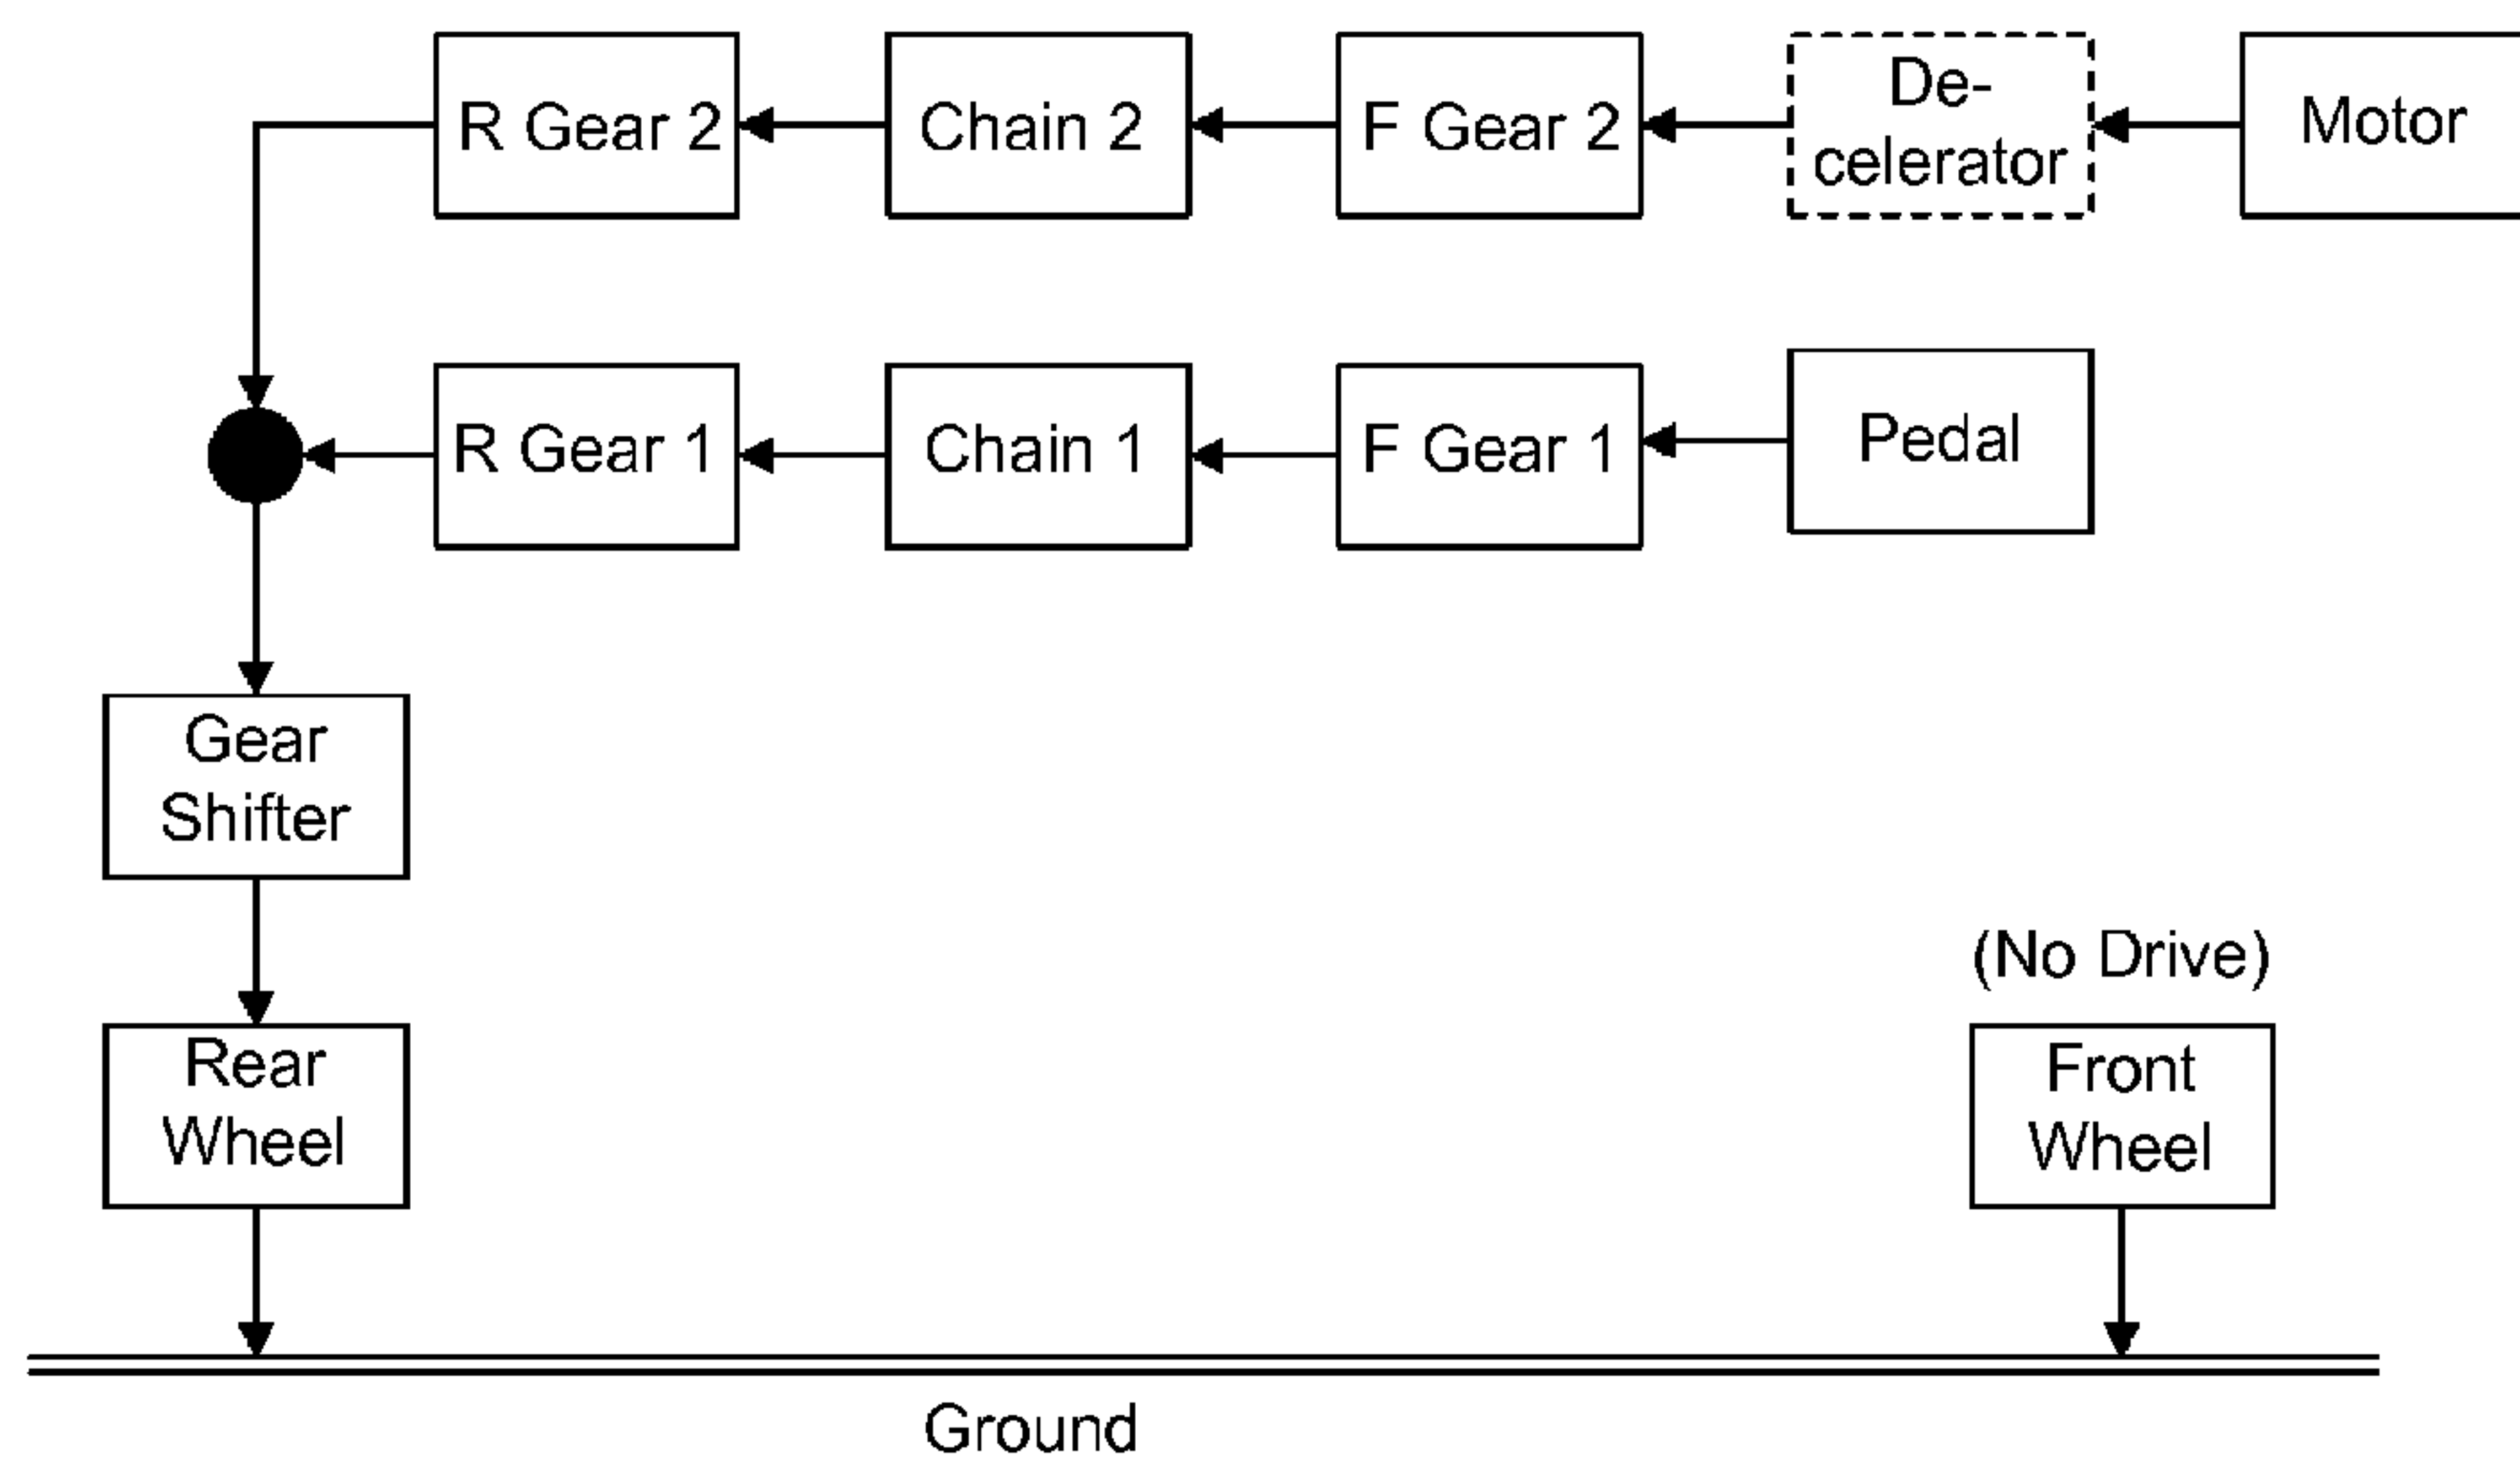 R Gear 2
Chain 2
F Gear 2
De-
celerator
Motor
R Gear 1
Chain 1
F Gear 1
Pedal
Gear
Shifter
(No Drive)
Rear
Wheel
Front
Wheel
Ground